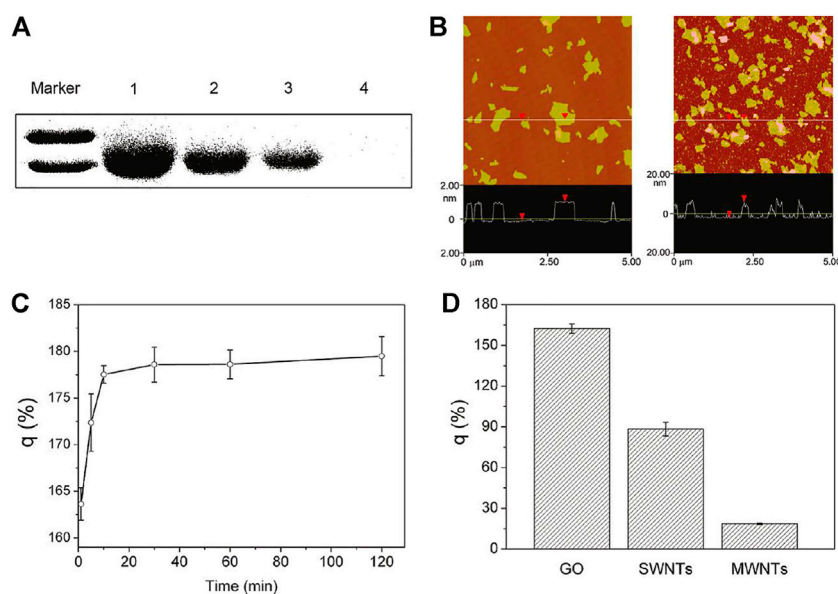 A
Marker 1 2 3 4
B
2.00
nm
0
2.00
0 μm 2.50 5.00
20.00
nm
0
20.00
0 μm 2.50 5.00
C
185
180
175
170
165
160
q (%)
0 20 40 60 80 100 120
Time (min)
D
180
150
120
90
60
30
0
q (%)
GO SWNTs MWNTs